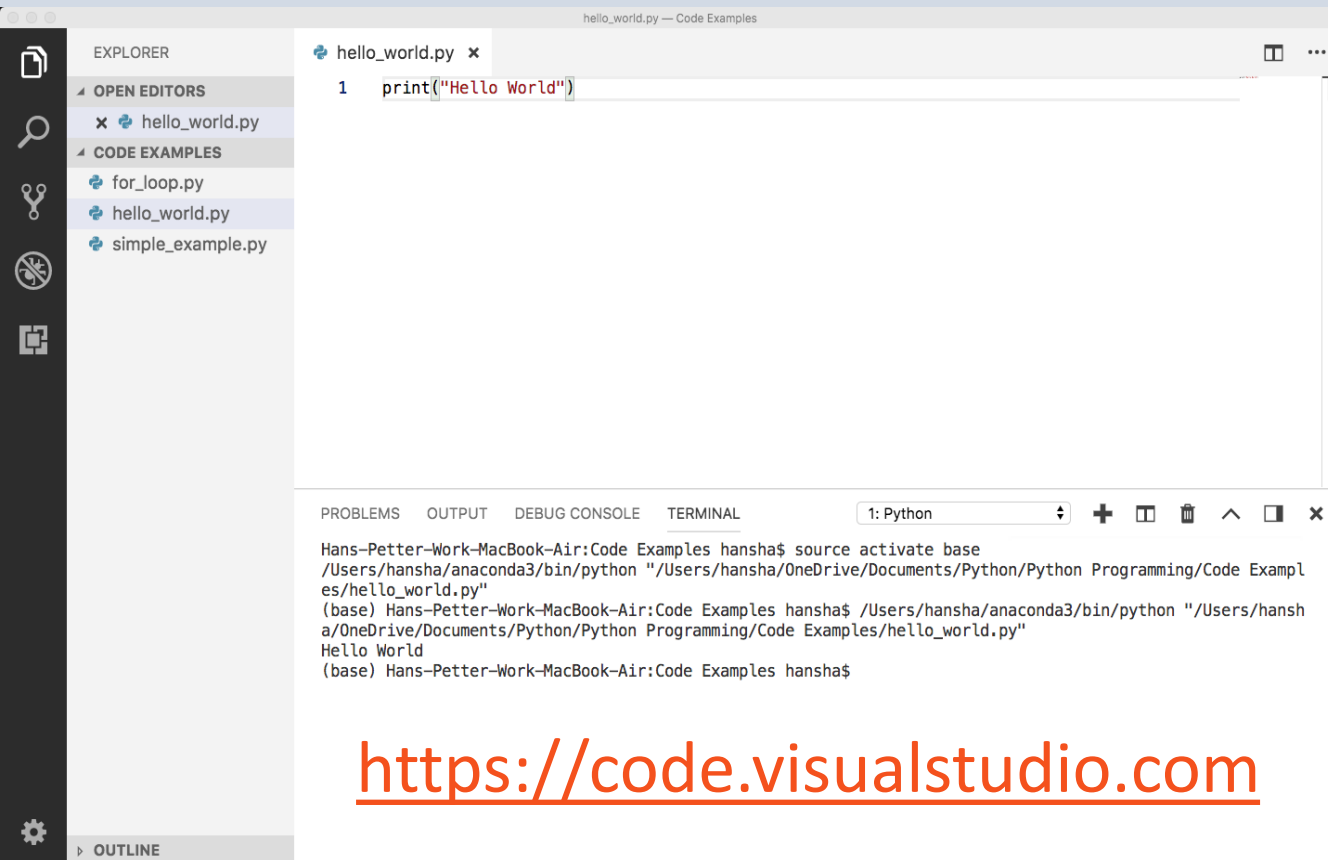 hello_world.py — Code Examples
EXPLORER
OPEN EDITORS
hello_world.py
CODE EXAMPLES
for_loop.py
hello_world.py
simple_example.py
OUTLINE
hello_world.py
1 print("Hello World")
PROBLEMS OUTPUT DEBUG CONSOLE TERMINAL 1: Python
Hans-Petter-Work-MacBook-Air:Code Examples hansha$ source activate base
/Users/hansha/anaconda3/bin/python "/Users/hansha/OneDrive/Documents/Python/Python Programming/Code Exampl
es/hello_world.py"
(base) Hans-Petter-Work-MacBook-Air:Code Examples hansha$ /Users/hansha/anaconda3/bin/python "/Users/hansh
a/OneDrive/Documents/Python/Python Programming/Code Examples/hello_world.py"
Hello World
(base) Hans-Petter-Work-MacBook-Air:Code Examples hansha$
https://code.visualstudio.com